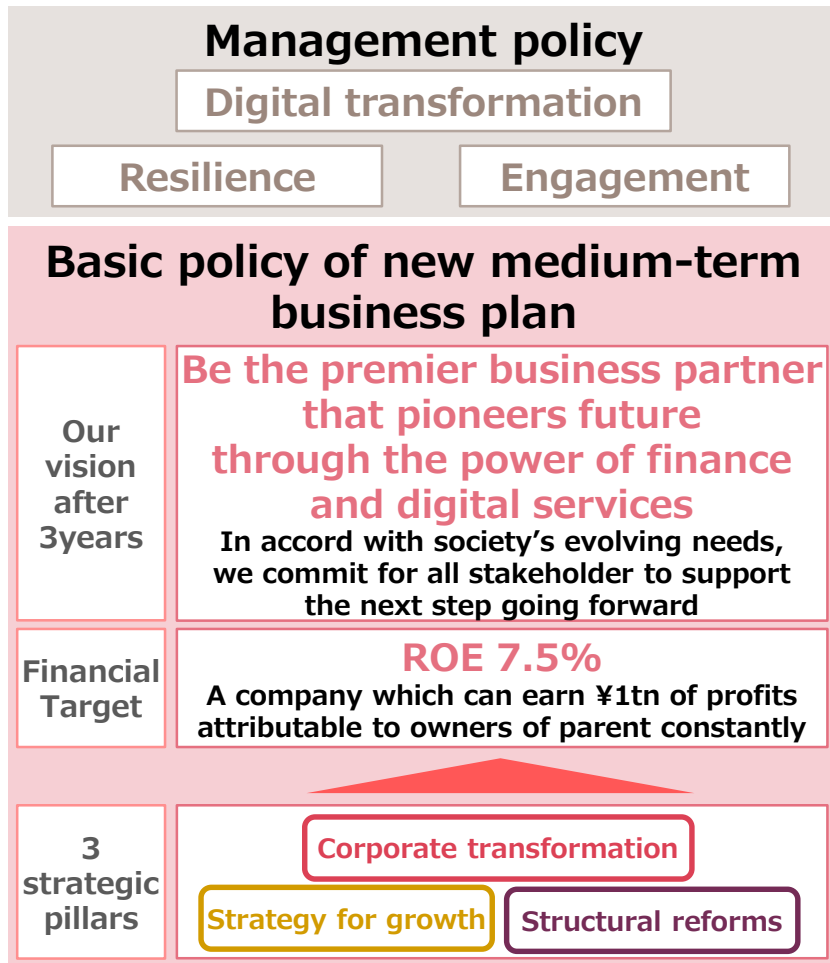 Management policy
Digital transformation
Resilience
Engagement
Basic policy of new medium-term
business plan
Our
vision
after
3years
Be the premier business partner
that pioneers future
through the power of finance
and digital services
In accord with society’s evolving needs,
we commit for all stakeholder to support
the next step going forward
Financial
Target
ROE 7.5%
A company which can earn ¥1tn of profits
attributable to owners of parent constantly
3
strategic
pillars
Corporate transformation
Strategy for growth
Structural reforms